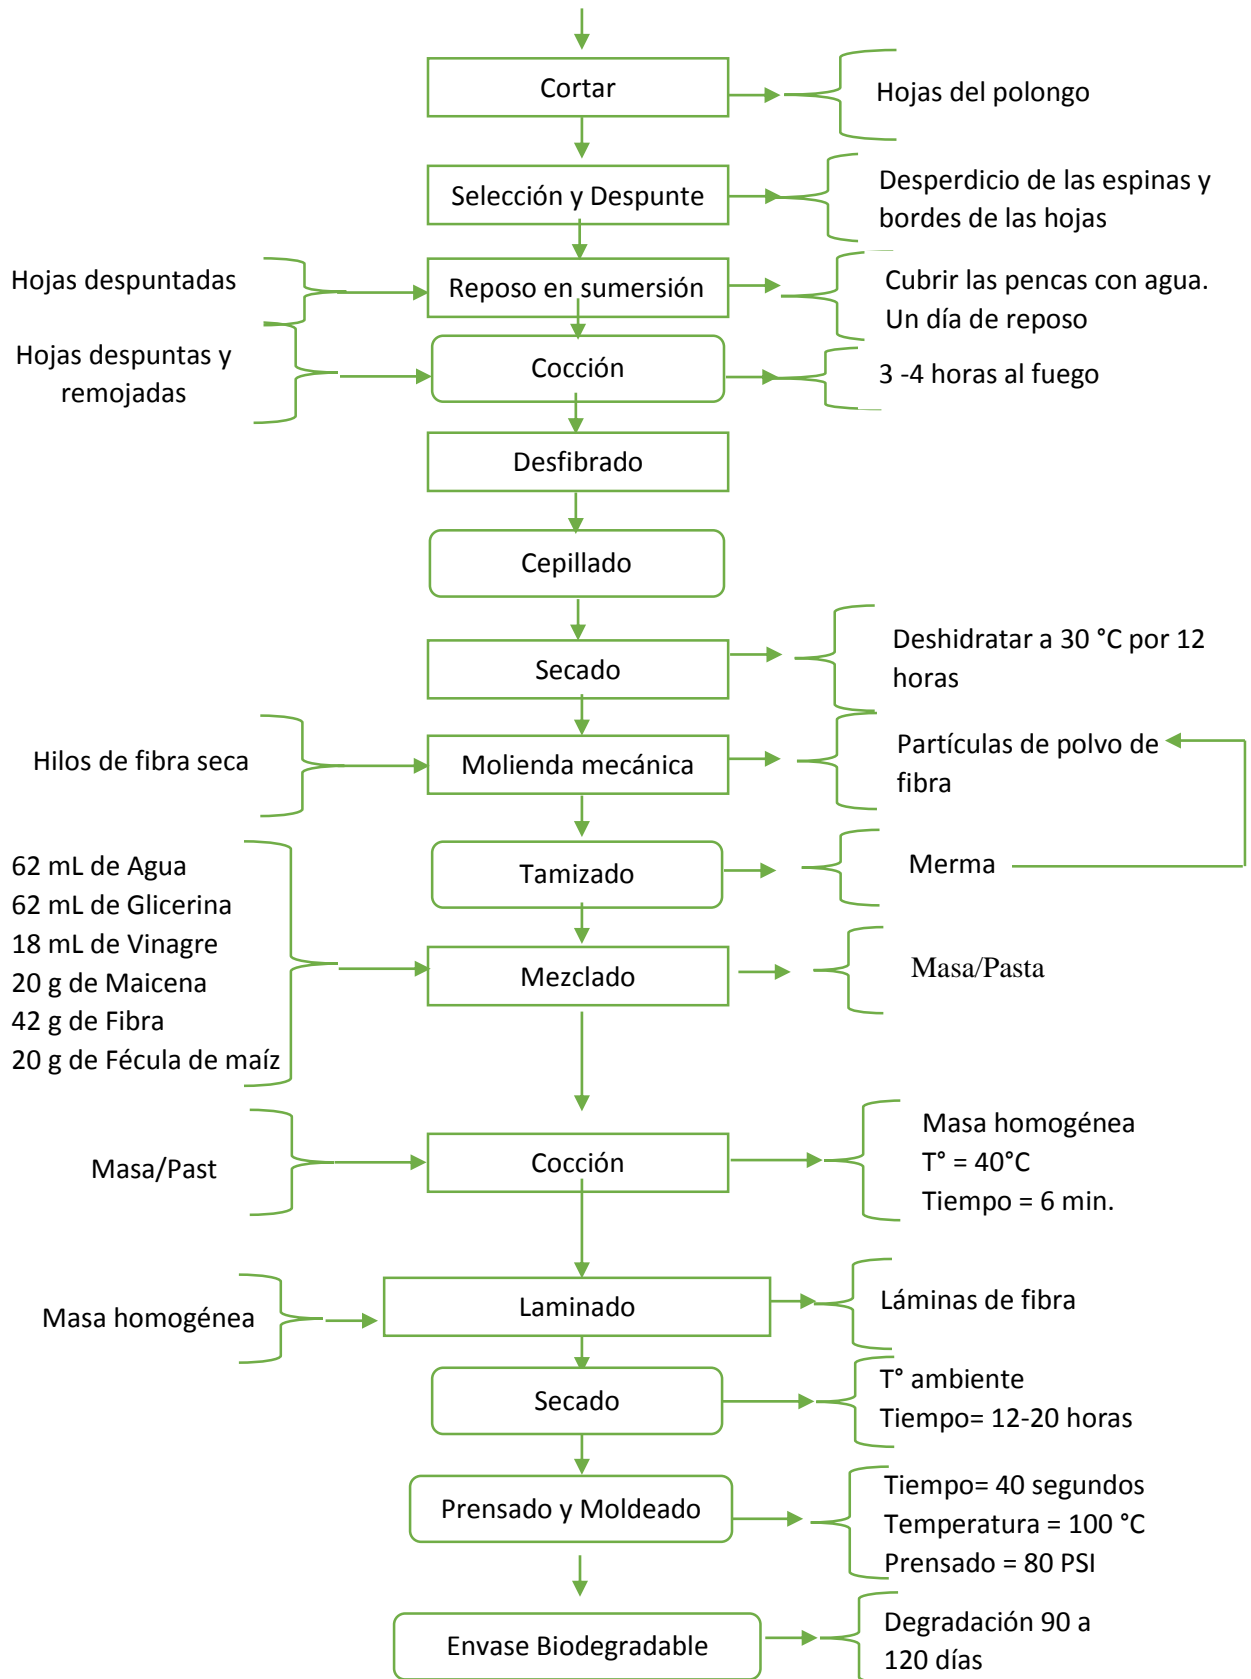 Cortar
Hojas del polongo
Selección y Despunte
Desperdicio de las espinas y
bordes de las hojas
Hojas despuntadas
Reposo en sumersión
Cubrir las pencas con agua.
Un día de reposo
Hojas despuntas y
remojadas
Cocción
3 -4 horas al fuego
Desfibrado
Cepillado
Secado
Deshidratar a 30 °C por 12
horas
Hilos de fibra seca
Molienda mecánica
Partículas de polvo de
fibra
Tamizado
Merma
62 mL de Agua
62 mL de Glicerina
18 mL de Vinagre
20 g de Maicena
42 g de Fibra
20 g de Fécula de maíz
Mezclado
Masa/Pasta
Masa/Past
Cocción
Masa homogénea
T° = 40°C
Tiempo = 6 min.
Masa homogénea
Laminado
Láminas de fibra
Secado
T° ambiente
Tiempo= 12-20 horas
Prensado y Moldeado
Tiempo= 40 segundos
Temperatura = 100 °C
Prensado = 80 PSI
Envase Biodegradable
Degradación 90 a
120 días